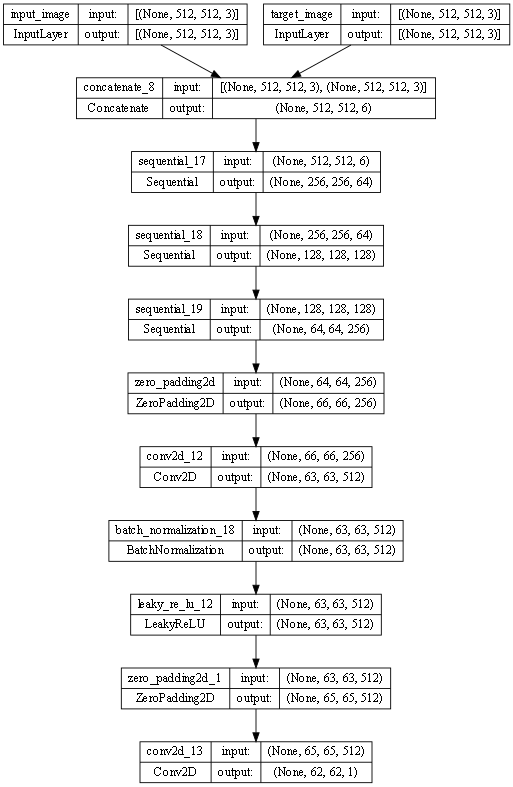 input_image input: [(None, 512, 512, 3)]
InputLayer output: [(None, 512, 512, 3)]
target_image input: [(None, 512, 512, 3)]
InputLayer output: [(None, 512, 512, 3)]
concatenate_8 input: [(None, 512, 512, 3), (None, 512, 512, 3)]
Concatenate output: (None, 512, 512, 6)
sequential_17 input: (None, 512, 512, 6)
Sequential output: (None, 256, 256, 64)
sequential_18 input: (None, 256, 256, 64)
Sequential output: (None, 128, 128, 128)
sequential_19 input: (None, 128, 128, 128)
Sequential output: (None, 64, 64, 256)
zero_padding2d input: (None, 64, 64, 256)
ZeroPadding2D output: (None, 66, 66, 256)
conv2d_12 input: (None, 66, 66, 256)
Conv2D output: (None, 63, 63, 512)
batch_normalization_18 input: (None, 63, 63, 512)
BatchNormalization output: (None, 63, 63, 512)
leaky_re_lu_12 input: (None, 63, 63, 512)
LeakyReLU output: (None, 63, 63, 512)
zero_padding2d_1 input: (None, 63, 63, 512)
ZeroPadding2D output: (None, 65, 65, 512)
conv2d_13 input: (None, 65, 65, 512)
Conv2D output: (None, 62, 62, 1)